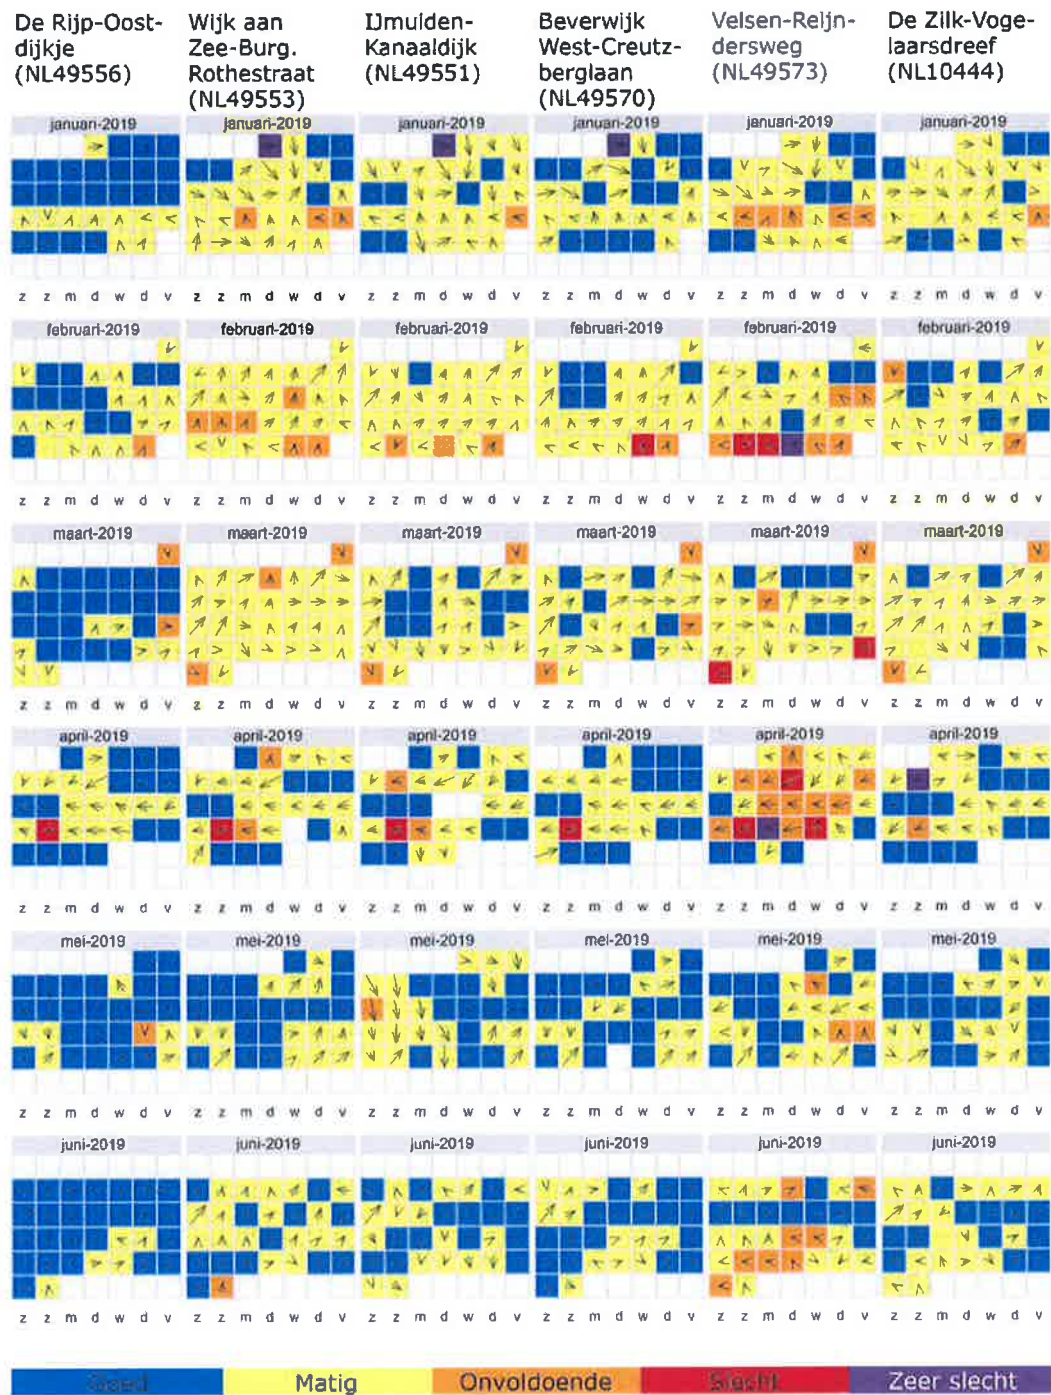 De Rijp-Oost-
dijkje
(NL49556)
Wijk aan
Zee-Burg.
Rothestraat
(NL49553)
IJmuiden-
Kanaaldijk
(NL49551)
Beverwijk
West-Creutz-
berglaan
(NL49570)
Velsen-Reijn-
dersweg
(NL49573)
De Zilk-Voge-
laarsdreef
(NL10444)
januari-2019 januari-2019 januari-2019 januari-2019 januari-2019 januari-2019
z z m d w d v z z m d w d v z z m d w d v z z m d w d v z z m d w d v z z m d w d v
februari-2019 februari-2019 februari-2019 februari-2019 februari-2019 februari-2019
z z m d w d v z z m d w d v z z m d w d v z z m d w d v z z m d w d v z z m d w d v
maart-2019 maart-2019 maart-2019 maart-2019 maart-2019 maart-2019
z z m d w d v z z m d w d v z z m d w d v z z m d w d v z z m d w d v z z m d w d v
april-2019 april-2019 april-2019 april-2019 april-2019 april-2019
z z m d w d v z z m d w d v z z m d w d v z z m d w d v z z m d w d v z z m d w d v
mei-2019 mei-2019 mei-2019 mei-2019 mei-2019 mei-2019
z z m d w d v z z m d w d v z z m d w d v z z m d w d v z z m d w d v z z m d w d v
juni-2019 juni-2019 juni-2019 juni-2019 juni-2019 juni-2019
z z m d w d v z z m d w d v z z m d w d v z z m d w d v z z m d w d v z z m d w d v
Goed Matig Onvoldoende Slecht Zeer slecht